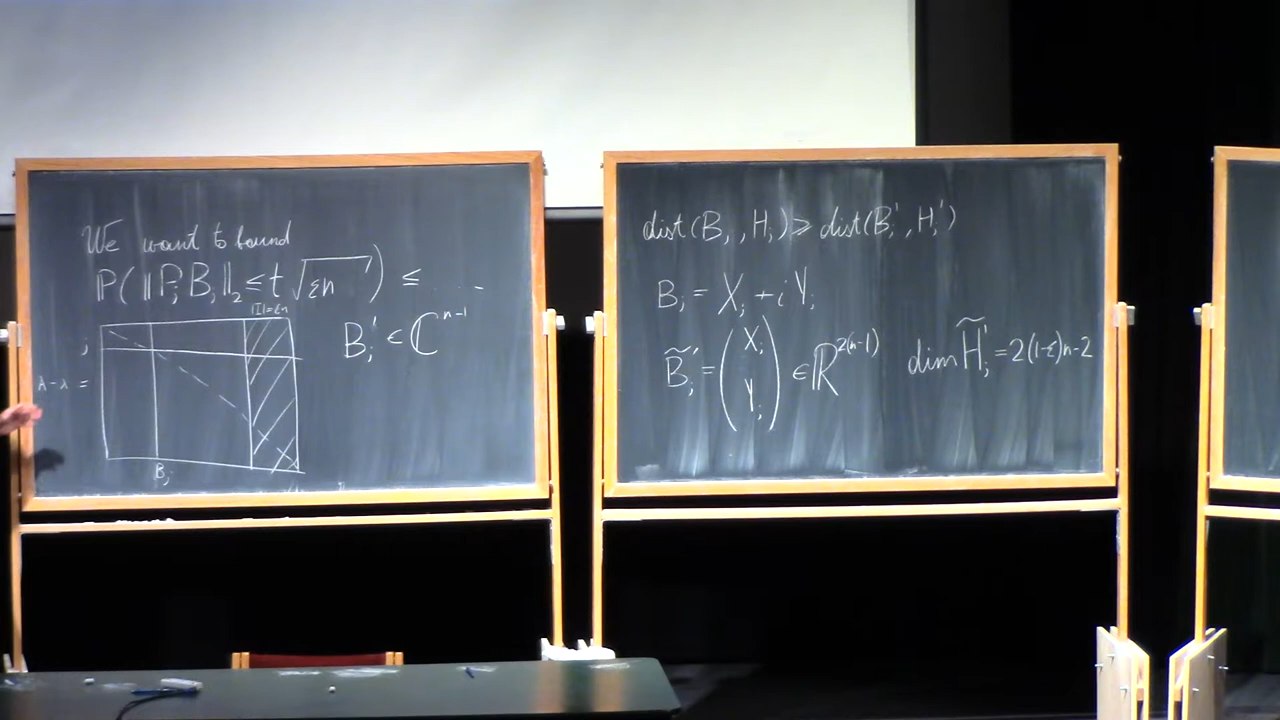 We want to bound
ℙ( ‖P_j B_j‖_2 ≤ t √(εn) ) ≤ ....
|I|=εn
j
A-λ =
B_j
B_j' ∈ ℂ^{n-1}
dist(B_j, H_j) ≥ dist(B_j', H_j')
B_j = X_j + i Y_j
B̃_j' = (X_j Y_j) ∈ ℝ^{2(n-1)} dim H̃_j' = 2(1-ε)n-2